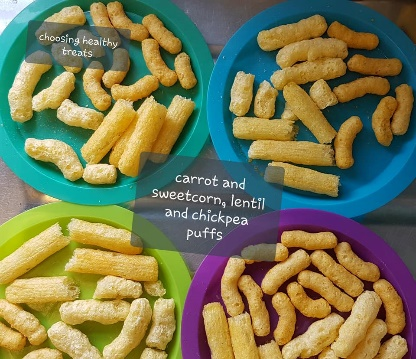 choosing healthy
treats
carrot and
sweetcorn, lentil
and chickpea
puffs